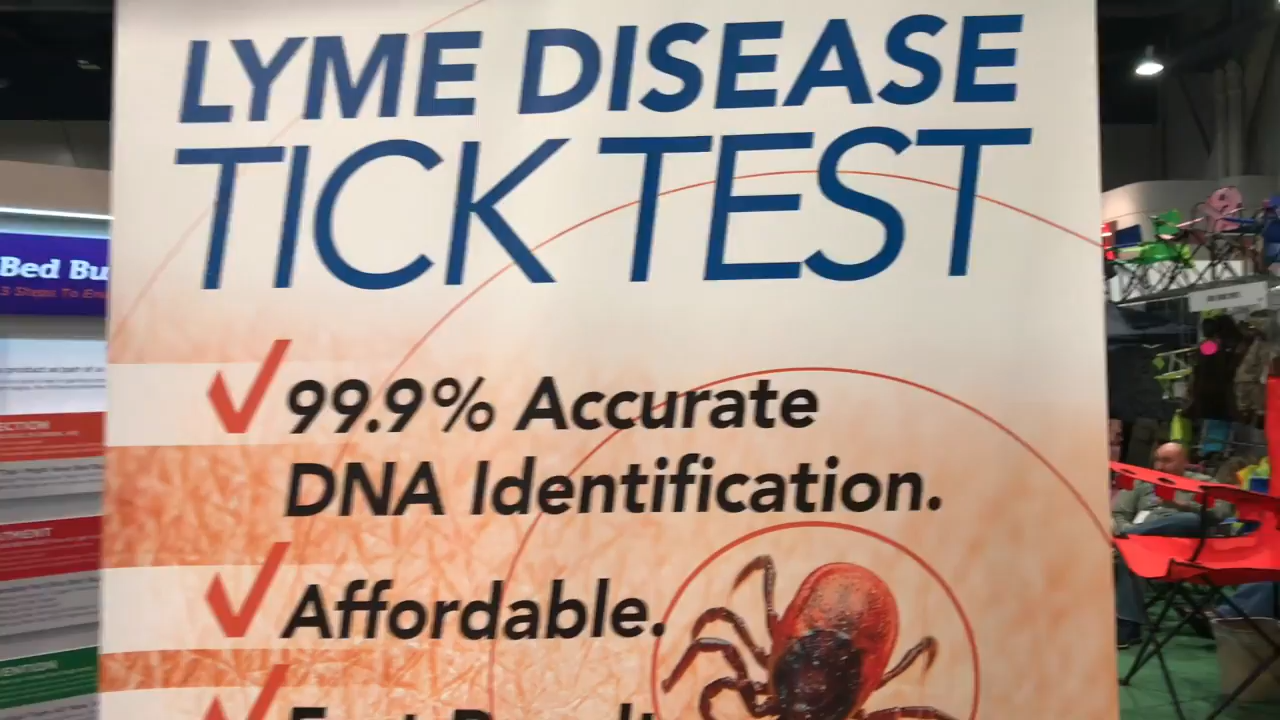 LYME DISEASE
TICK TEST
99.9% Accurate
DNA Identification.
Affordable.
Bed Bu